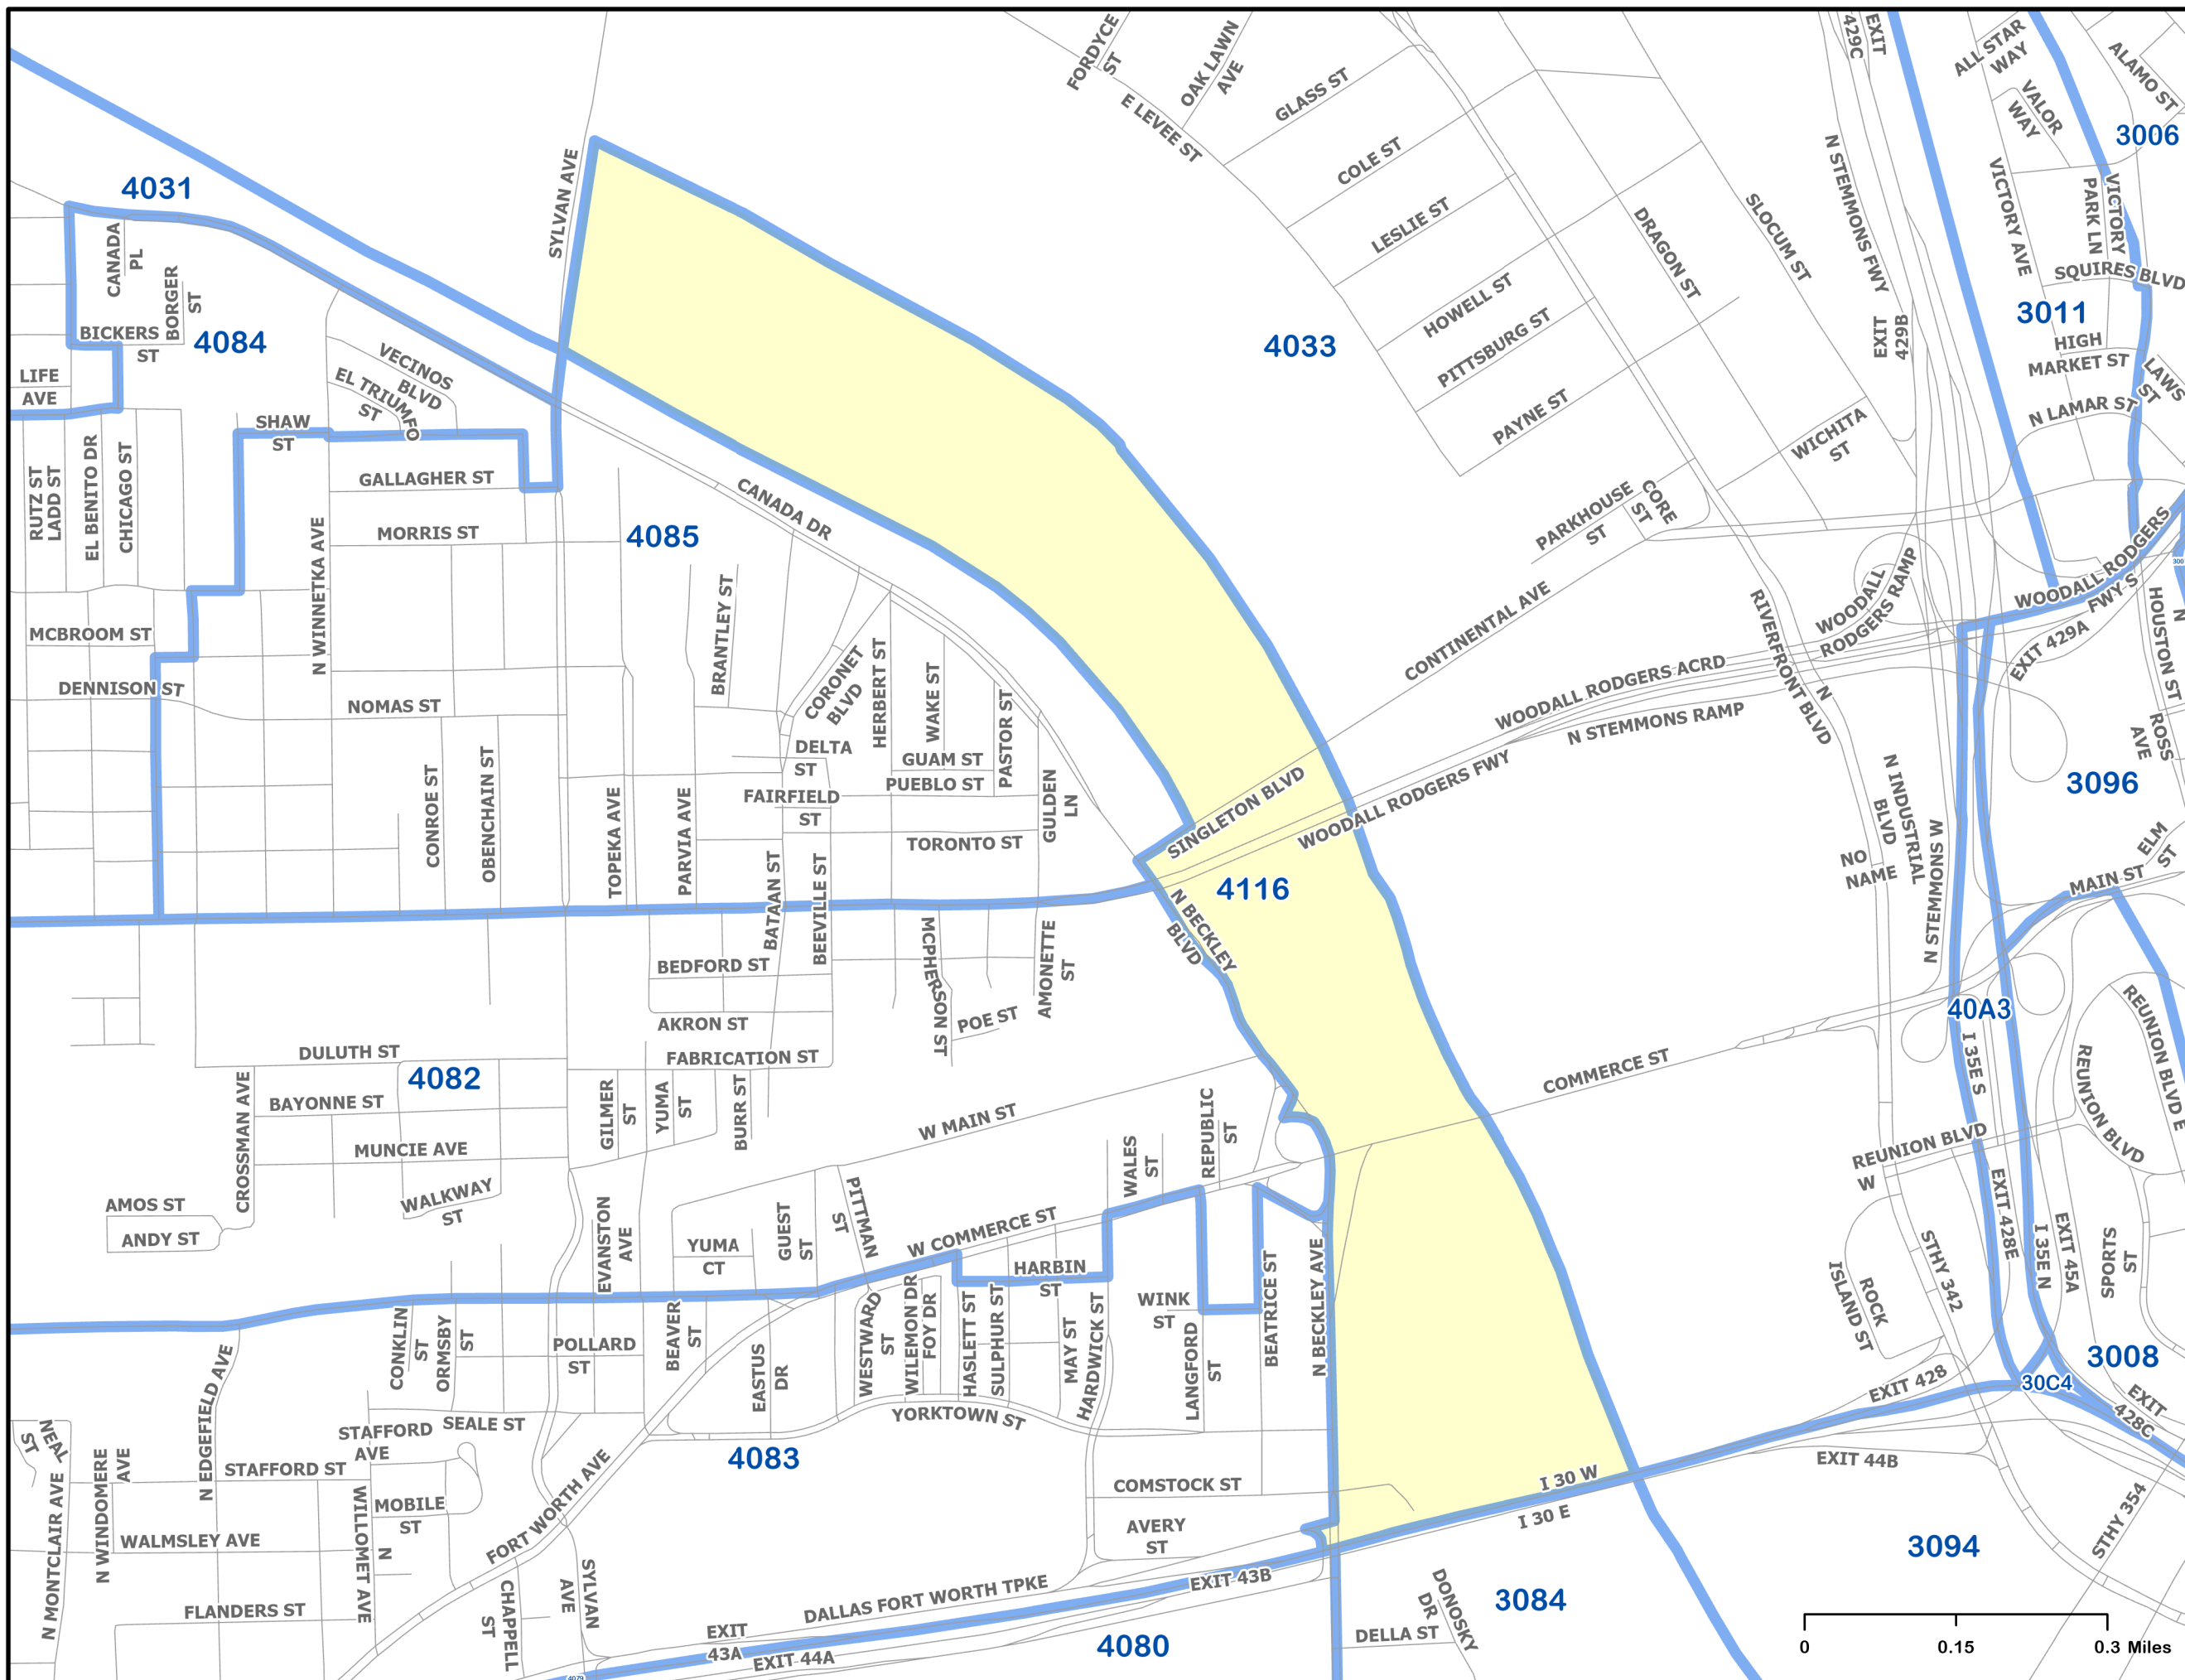 FORDYCE
ST
OAK LAWN
AVE
E LEVEE ST
GLASS ST
COLE ST
LESLIE ST
HOWELL ST
PITTSBURG ST
PAYNE ST
DRAGON ST
SLOCUM ST
N STEMMONS FWY
EXIT
429C
ALL STAR
WAY
VALOR
WAY
ALAMO ST
3006
VICTORY AVE
PARK LN
VICTORY
SQUIRES BLVD
3011
HIGH
MARKET ST
LAWS
ST
N LAMAR ST
EXIT
429B
WICHITA
ST
PARKHOUSE
ST
CORE
ST
4033
4031
SYLVAN AVE
CANADA
PL
BORGER
ST
BICKERS
ST
4084
VECINOS
BLVD
EL TRIUMFO
ST
LIFE
AVE
SHAW
ST
RUTZ ST
LADD ST
EL BENITO DR
CHICAGO ST
GALLAGHER ST
MORRIS ST
4085
CANADA DR
N WINNETKA AVE
MCBROOM ST
DENNISON ST
NOMAS ST
BRANTLEY ST
CORONET
BLVD
HERBERT ST
WAKE ST
PASTOR ST
DELTA
ST
GUAM ST
PUEBLO ST
FAIRFIELD
ST
GULDEN
LN
TORONTO ST
CONROE ST
OBENCHAIN ST
TOPEKA AVE
PARVIA AVE
BATAAN ST
BEEVILLE ST
CONTINENTAL AVE
SINGLETON BLVD
WOODALL RODGERS FWY
WOODALL RODGERS ACRD
N STEMMONS RAMP
WOODALL
RODGERS RAMP
RIVERFRONT BLVD
N
WOODALL RODGERS
FWY S
300
EXIT 429A
HOUSTON ST
N
ROSS
AVE
3096
ELM
ST
MAIN ST
N INDUSTRIAL
BLVD
NO
NAME
N STEMMONS W
4116
N BECKLEY
BLVD
BEDFORD ST
MCPHERSON ST
AMONETTE
ST
AKRON ST
POE ST
FABRICATION ST
DULUTH ST
4082
CROSSMAN AVE
BAYONNE ST
MUNCIE AVE
WALKWAY
ST
AMOS ST
ANDY ST
GILMER
ST
YUMA
ST
BURR ST
W MAIN ST
WALES
ST
REPUBLIC
ST
COMMERCE ST
40A3
I 35E S
REUNION BLVD
W
REUNION BLVD
REUNION BLVD E
EVANSTON
AVE
YUMA
CT
GUEST
ST
PITTMAN
ST
W COMMERCE ST
HARBIN
ST
WINK
ST
BEATRICE ST
N BECKLEY AVE
EXIT 428E
I 35E N
EXIT 45A
SPORTS
ST
STHY 342
ROCK
ISLAND ST
CONKLIN
ST
ORMSBY
ST
POLLARD
ST
BEAVER
ST
EASTUS
DR
WESTWARD
ST
WILEMON DR
FOY DR
HASLETT ST
SULPHUR ST
MAY ST
HARDWICK ST
LANGFORD
ST
3008
30C4
EXIT
428C
EXIT 428
N EDGEFIELD AVE
SEALE ST
STAFFORD
AVE
YORKTOWN ST
4083
NEAL
ST
N MONTCLAIR AVE
N WINDOMERE
AVE
STAFFORD ST
MOBILE
ST
WILLOMET AVE
N
WALMSLEY AVE
FORT WORTH AVE
COMSTOCK ST
AVERY
ST
I 30 W
I 30 E
EXIT 44B
3094
STHY 354
FLANDERS ST
CHAPPELL
ST
SYLVAN
AVE
DALLAS FORT WORTH TPKE
EXIT 43B
EXIT
43A
EXIT 44A
4079
4080
DELLA ST
DONOSKY
DR
3084
0
0.15
0.3 Miles